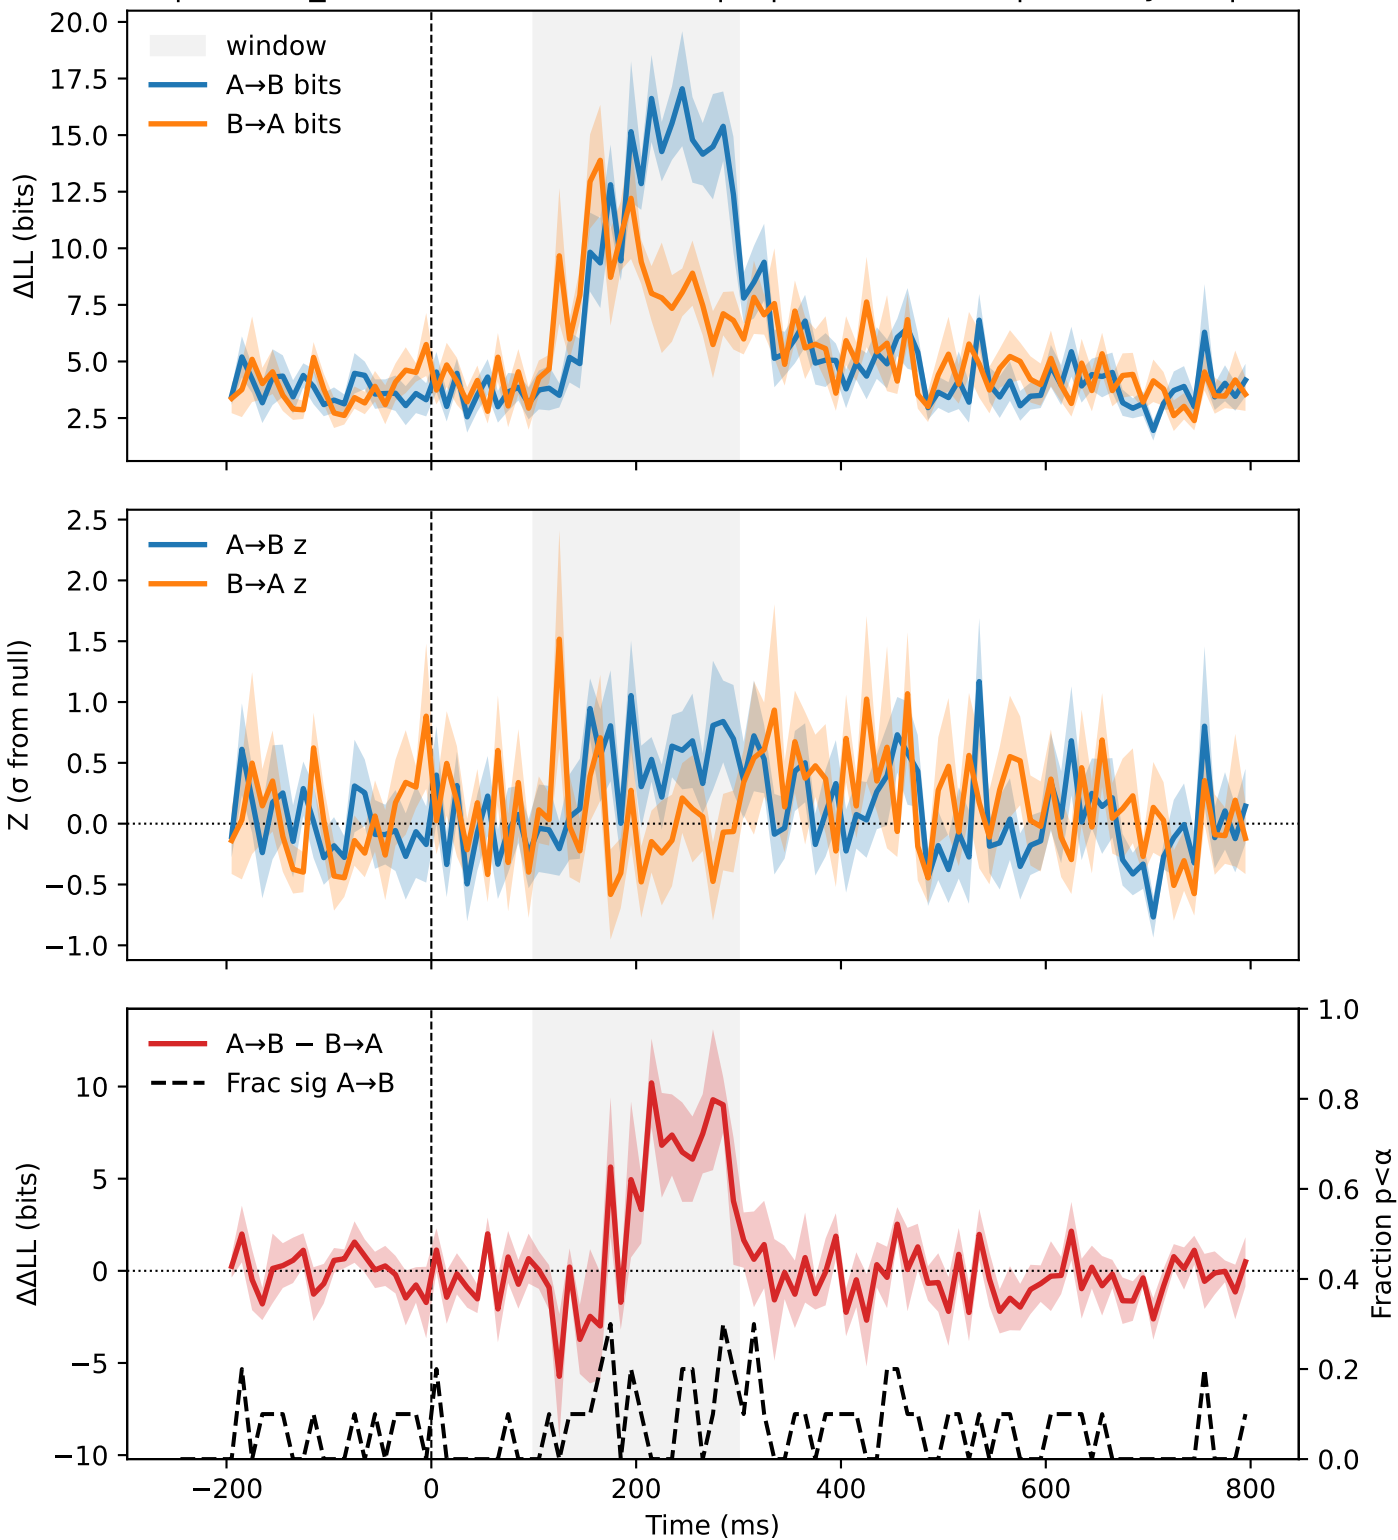 20.0
17.5
15.0
12.5
10.0
7.5
5.0
2.5
ΔLL (bits)
window
A→B bits
B→A bits
2.5
2.0
1.5
1.0
0.5
0.0
−0.5
−1.0
Z (σ from null)
A→B z
B→A z
10
5
0
−5
−10
ΔΔLL (bits)
A→B − B→A
Frac sig A→B
1.0
0.8
0.6
0.4
0.2
0.0
Fraction p<α
−200
0
200
400
600
800
Time (ms)